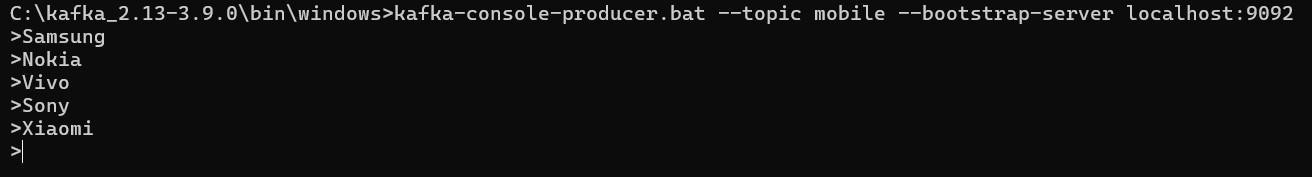 C:\kafka_2.13-3.9.0\bin\windows>kafka-console-producer.bat --topic mobile --bootstrap-server localhost:9092
>Samsung
>Nokia
>Vivo
>Sony
>Xiaomi
>